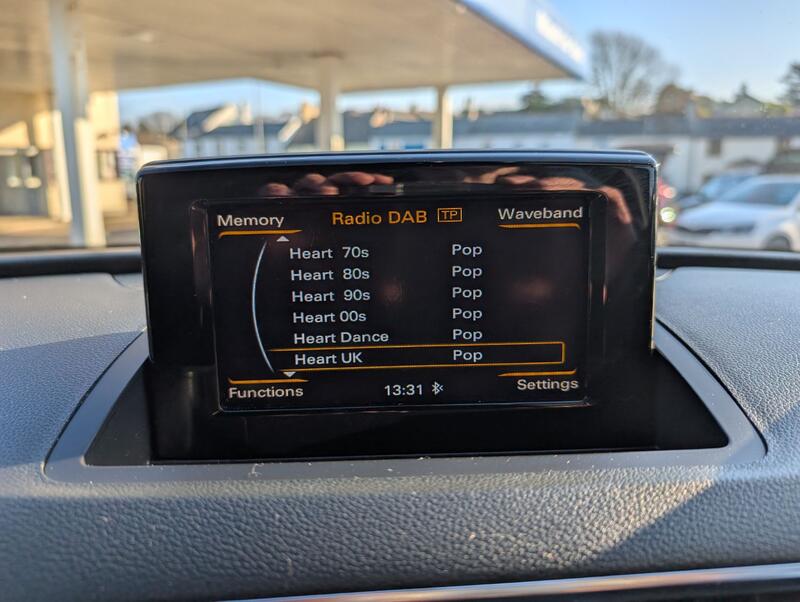 Memory Radio DAB TP Waveband
Heart 70s Pop
Heart 80s Pop
Heart 90s Pop
Heart 00s Pop
Heart Dance Pop
Heart UK Pop
Functions 13:31 Settings